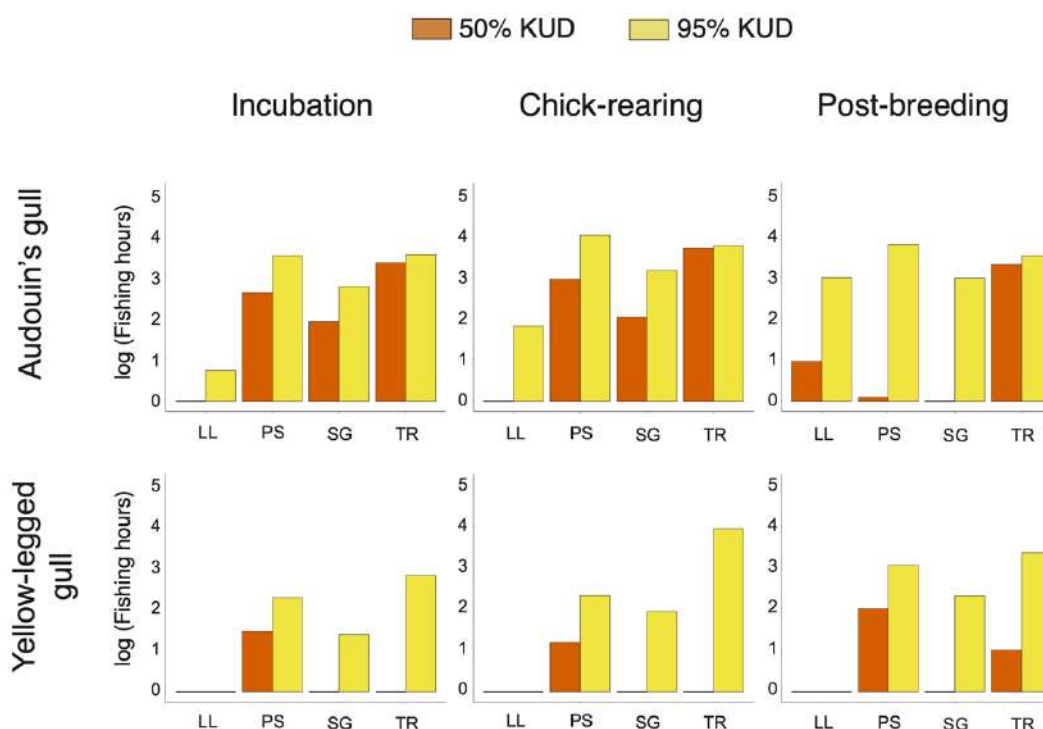 50% KUD 95% KUD
Incubation Chick-rearing Post-breeding
Audouin's gull
log (Fishing hours)
5 5 5
4 4 4
3 3 3
2 2 2
1 1 1
0 0 0
LL PS SG TR LL PS SG TR LL PS SG TR
Yellow-legged
gull
log (Fishing hours)
5 5 5
4 4 4
3 3 3
2 2 2
1 1 1
0 0 0
LL PS SG TR LL PS SG TR LL PS SG TR